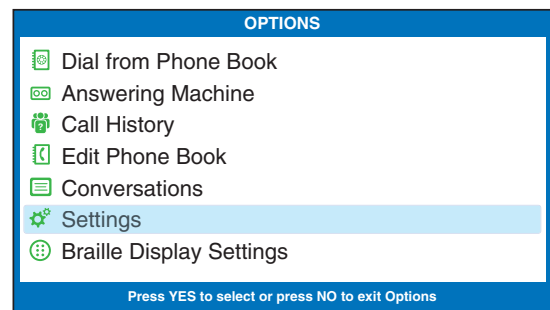 OPTIONS
Dial from Phone Book
Answering Machine
Call History
Edit Phone Book
Conversations
Settings
Braille Display Settings
Press YES to select or press NO to exit Options